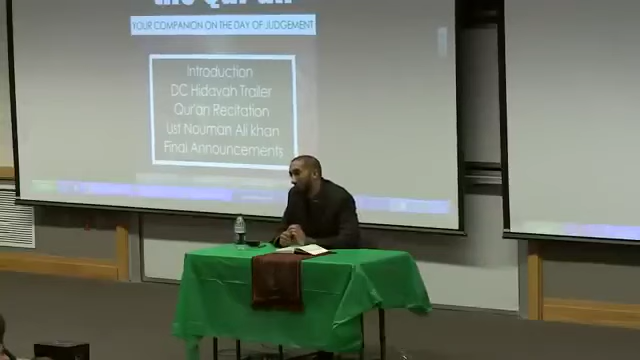 the Qur'an
YOUR COMPANION ON THE DAY OF JUDGEMENT
Introduction
DC Hidayah Trailer
Qur'an Recitation
Ust Nouman Ali khan
Final Announcements